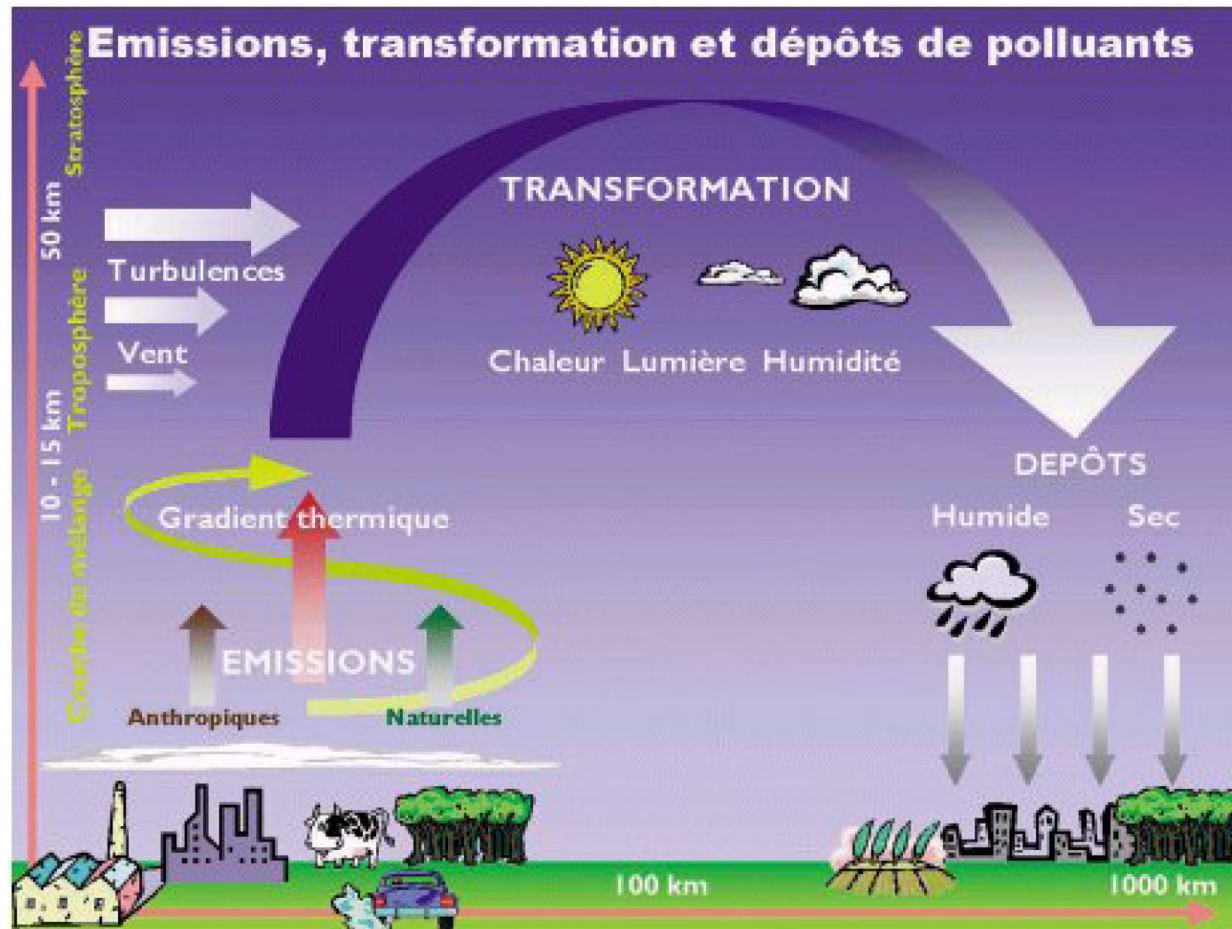 Emissions, transformation et dépôts de polluants
Stratosphère
50 km
Troposphère
10 - 15 km
Couche de mélange
Turbulences
Vent
TRANSFORMATION
Chaleur Lumière Humidité
Gradient thermique
EMISSIONS
Anthropiques
Naturelles
DEPÔTS
Humide
Sec
100 km
1000 km